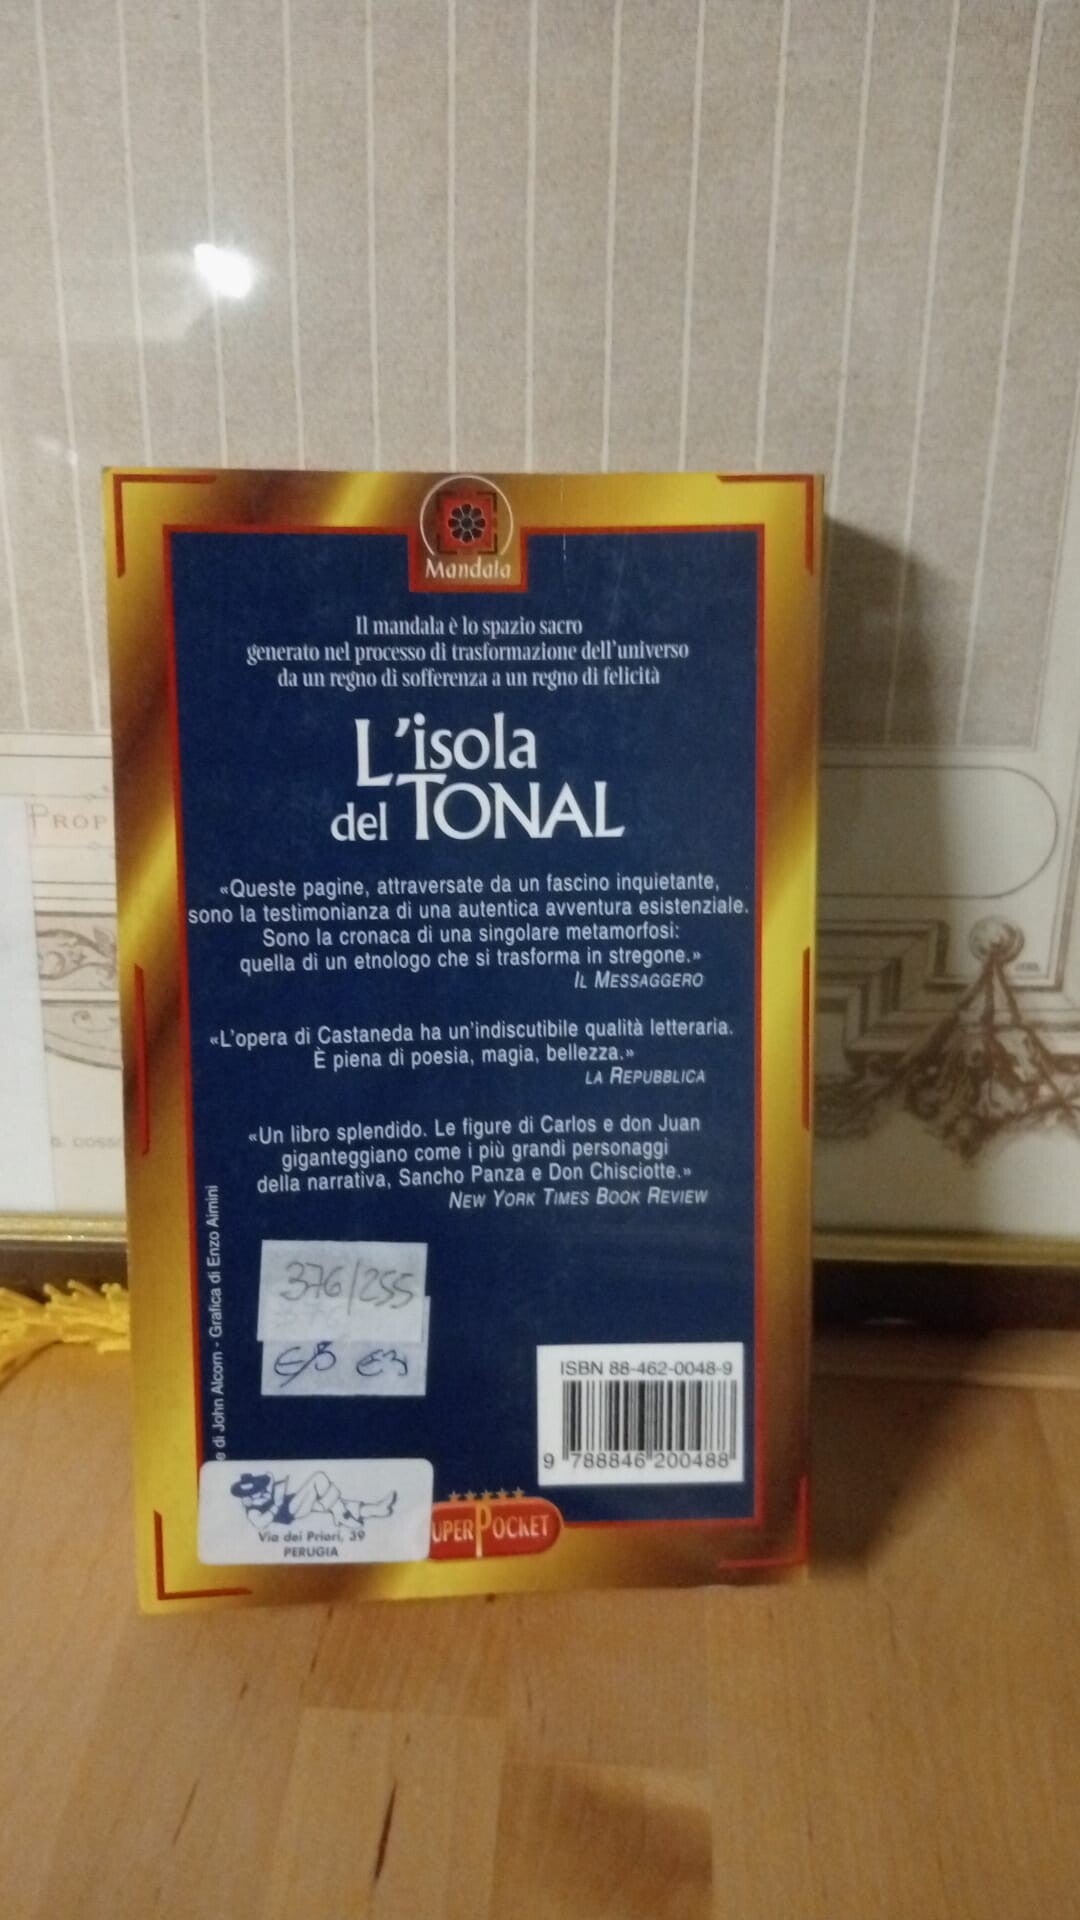 Mandala
Il mandala è lo spazio sacro
generato nel processo di trasformazione dell'universo
da un regno di sofferenza a un regno di felicità
L'isola
del TONAL
«Queste pagine, attraversate da un fascino inquietante,
sono la testimonianza di una autentica avventura esistenziale.
Sono la cronaca di una singolare metamorfosi:
quella di un etnologo che si trasforma in stregone.»
IL MESSAGGERO
«L'opera di Castaneda ha un'indiscutibile qualità letteraria.
È piena di poesia, magia, bellezza.»
LA REPUBBLICA
«Un libro splendido. Le figure di Carlos e don Juan
giganteggiano come i più grandi personaggi
della narrativa, Sancho Panza e Don Chisciotte.»
NEW YORK TIMES BOOK REVIEW
e di John Alcorn - Grafica di Enzo Aimini
376/255
€3
ISBN 88-462-0048-9
9 788846 200488
Via dei Priori, 39
PERUGIA
UPER POCKET
PROP